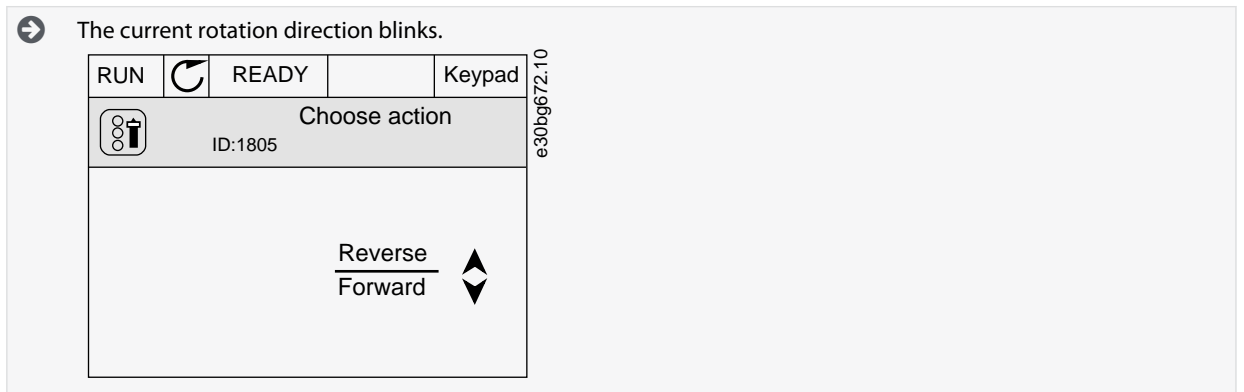 The current rotation direction blinks.
RUN READY Keypad
Choose action
ID:1805
Reverse
Forward
e30bg672.10